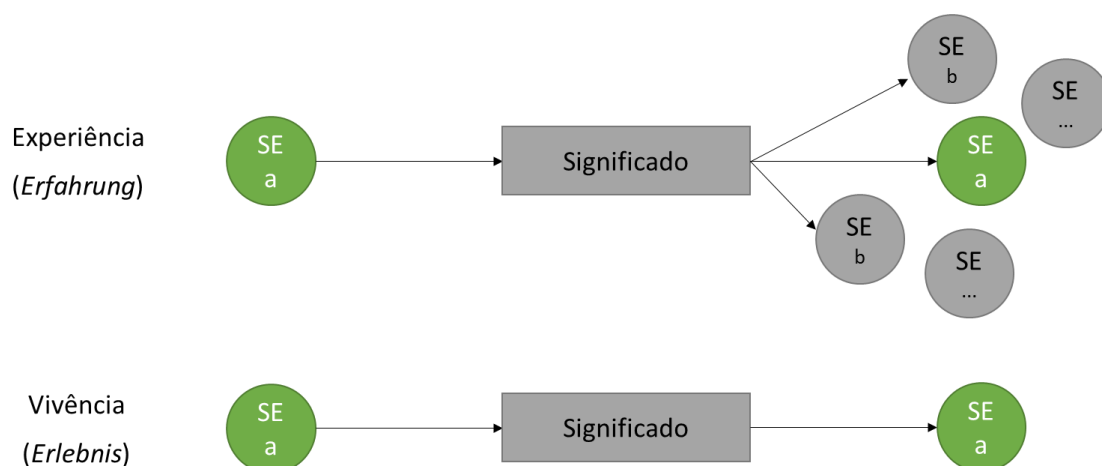 SE
b
SE
...
Experiência
(Erfahrung)
SE
a
Significado
SE
a
SE
b
SE
...
Vivência
(Erlebnis)
SE
a
Significado
SE
a